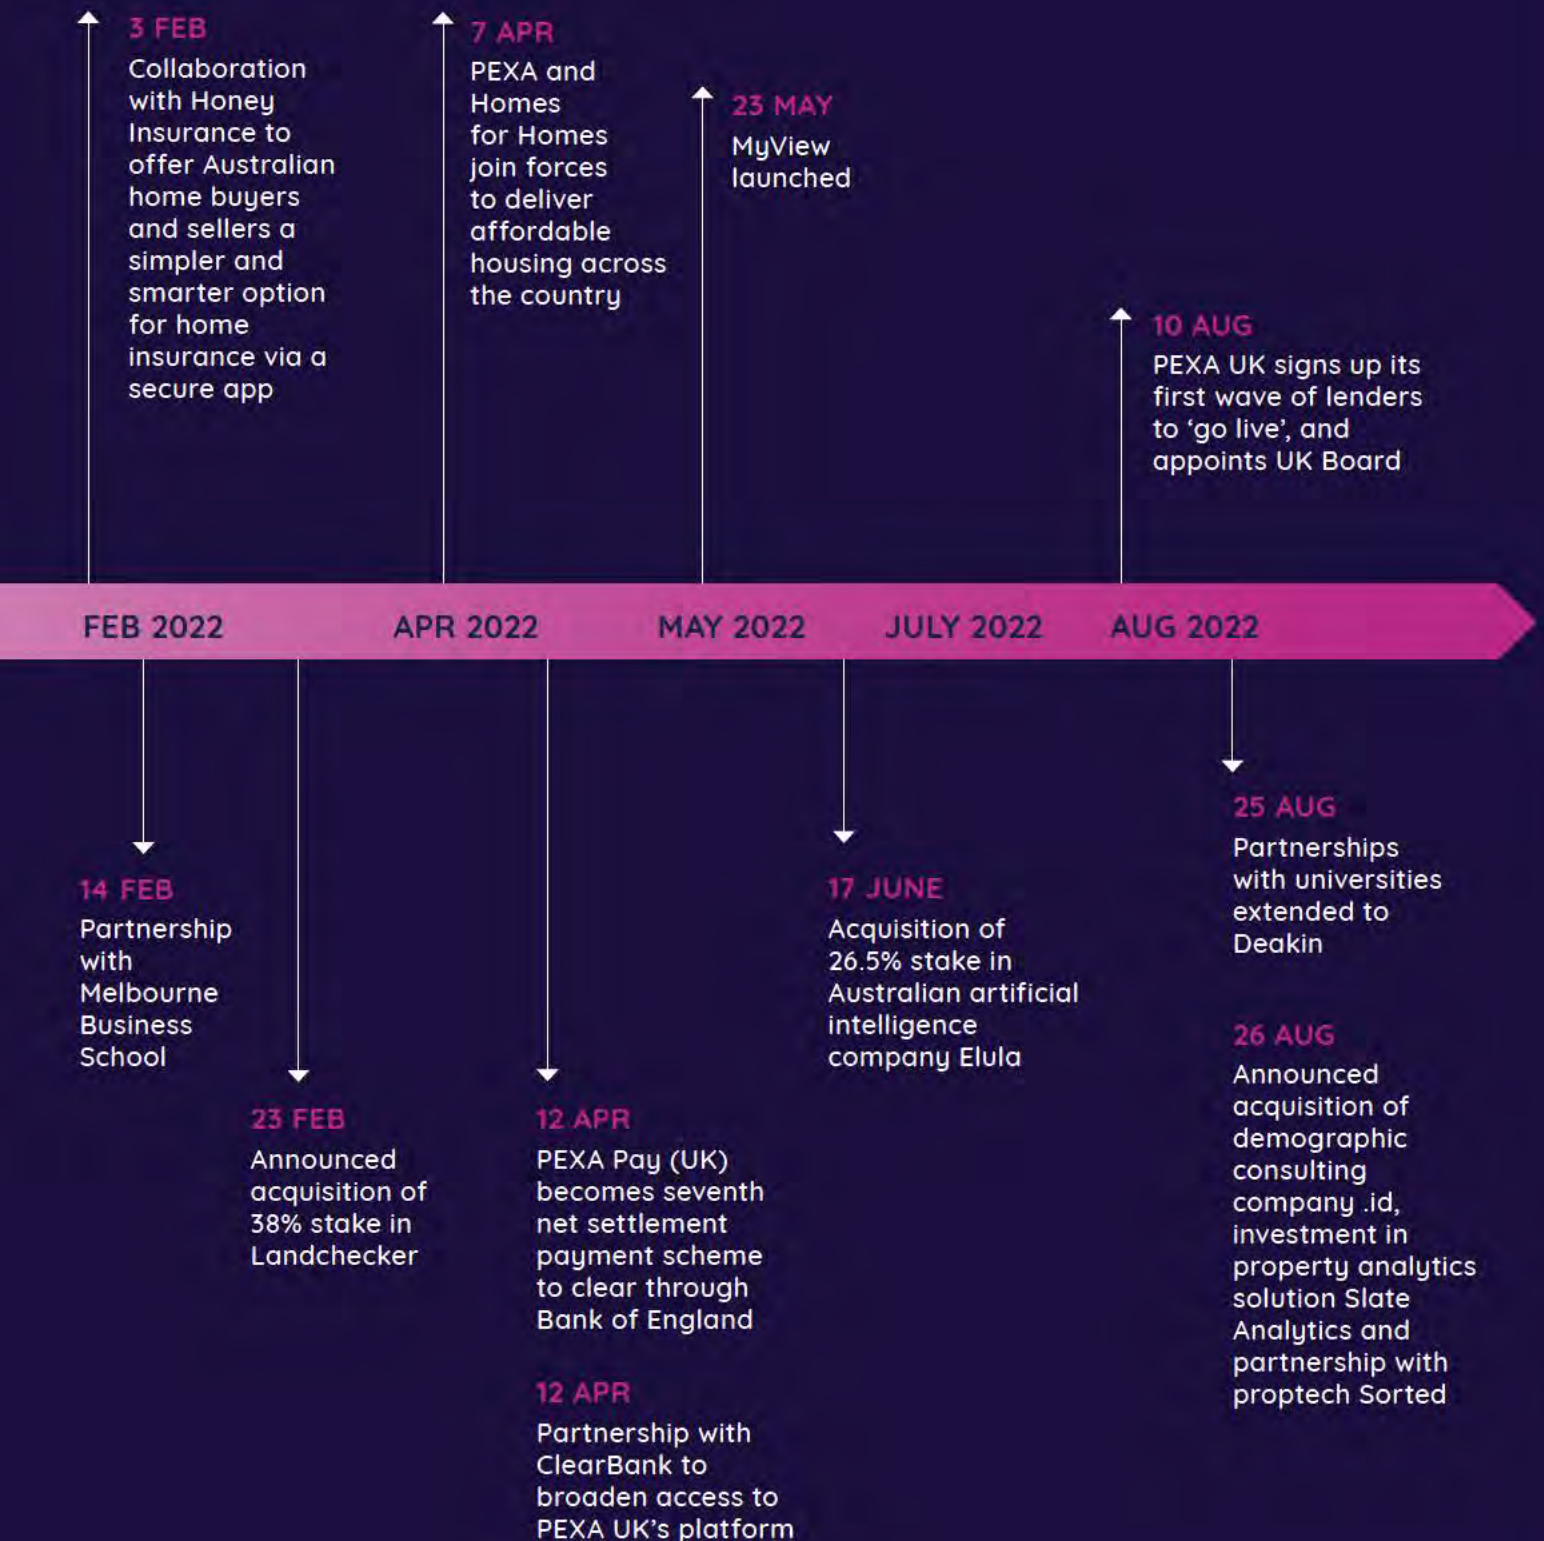 3 FEB
Collaboration
with Honey
Insurance to
offer Australian
home buyers
and sellers a
simpler and
smarter option
for home
insurance via a
secure app
7 APR
PEXA and
Homes
for Homes
join forces
to deliver
affordable
housing across
the country
23 MAY
MyView
launched
10 AUG
PEXA UK signs up its
first wave of lenders
to ‘go live’, and
appoints UK Board
FEB 2022
APR 2022
MAY 2022
JULY 2022
AUG 2022
14 FEB
Partnership
with
Melbourne
Business
School
23 FEB
Announced
acquisition of
38% stake in
Landchecker
12 APR
PEXA Pay (UK)
becomes seventh
net settlement
payment scheme
to clear through
Bank of England
12 APR
Partnership with
ClearBank to
broaden access to
PEXA UK’s platform
17 JUNE
Acquisition of
26.5% stake in
Australian artificial
intelligence
company Elula
25 AUG
Partnerships
with universities
extended to
Deakin
26 AUG
Announced
acquisition of
demographic
consulting
company .id,
investment in
property analytics
solution Slate
Analytics and
partnership with
proptech Sorted